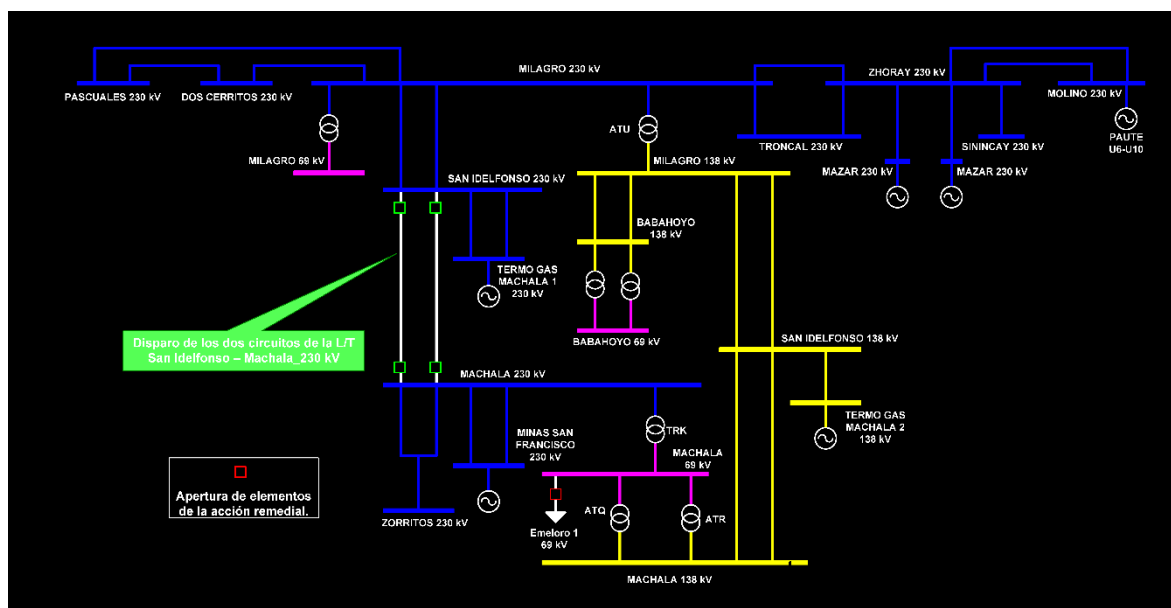 MILAGRO 230 kV
ZHORAY 230 kV
PASCUALES 230 kV
DOS CERRITOS 230 kV
MOLINO 230 kV
ATU
PAUTE
U6-U10
TRONCAL 230 kV
SININCAY 230 kV
MILAGRO 69 kV
MILAGRO 138 kV
MAZAR 230 kV
MAZAR 230 kV
SAN IDELFONSO 230 kV
BABAHOYO
138 kV
TERMO GAS
MACHALA 1
230 kV
Disparo de los dos circuitos de la L/T
San Idelfonso – Machala_230 kV
BABAHOYO 69 kV
SAN IDELFONSO 138 kV
MACHALA 230 kV
TERMO GAS
MACHALA 2
138 kV
MINAS SAN
FRANCISCO
230 kV
TRK
MACHALA
69 kV
Apertura de elementos
de la acción remedial.
ZORRITOS 230 kV
Emeloro 1
69 kV
ATQ
ATR
MACHALA 138 kV